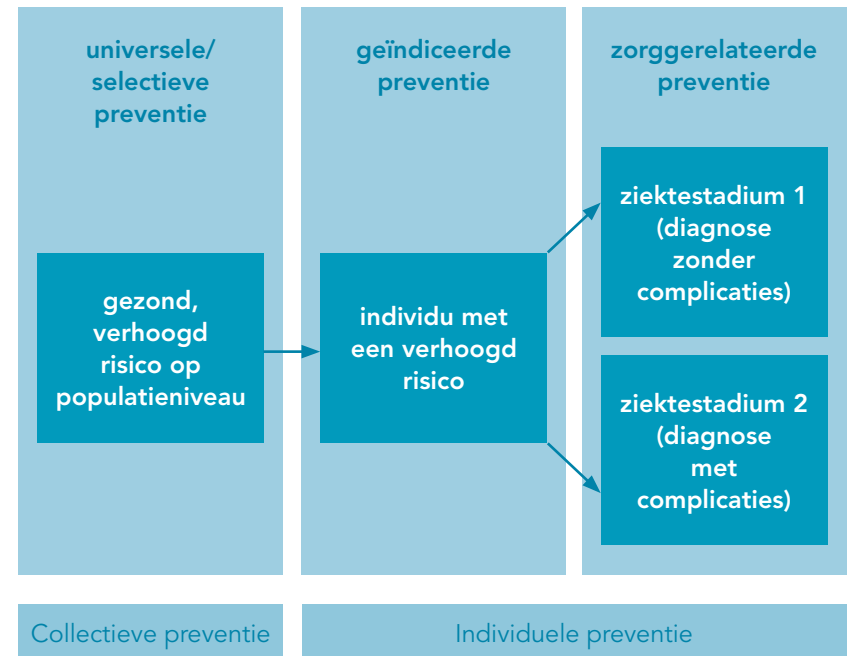 universele/
selectieve
preventie
gezond,
verhoogd
risico op
populatieniveau
geïndiceerde
preventie
individu met
een verhoogd
risico
zorggerelateerde
preventie
ziektestadium 1
(diagnose
zonder
complicaties)
ziektestadium 2
(diagnose
met
complicaties)
Collectieve preventie
Individuele preventie